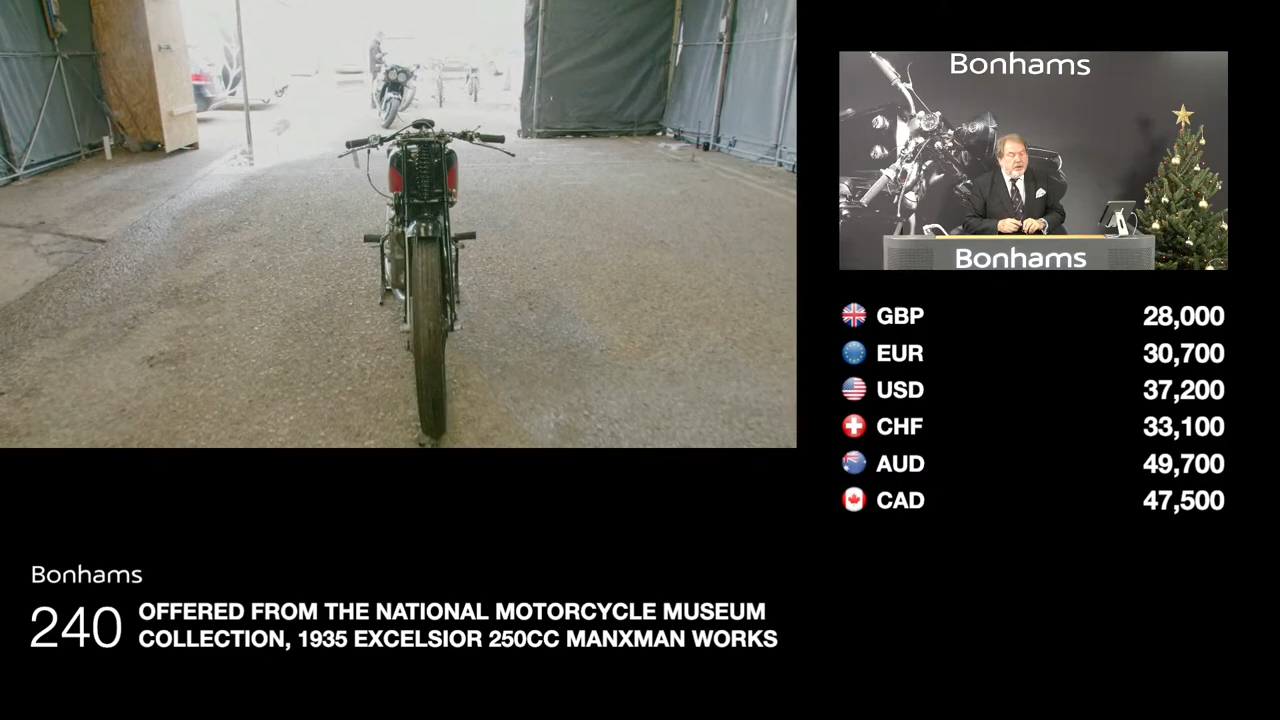 Bonhams
Bonhams
GBP 28,000
EUR 30,700
USD 37,200
CHF 33,100
AUD 49,700
CAD 47,500
Bonhams
240
OFFERED FROM THE NATIONAL MOTORCYCLE MUSEUM
COLLECTION, 1935 EXCELSIOR 250CC MANXMAN WORKS